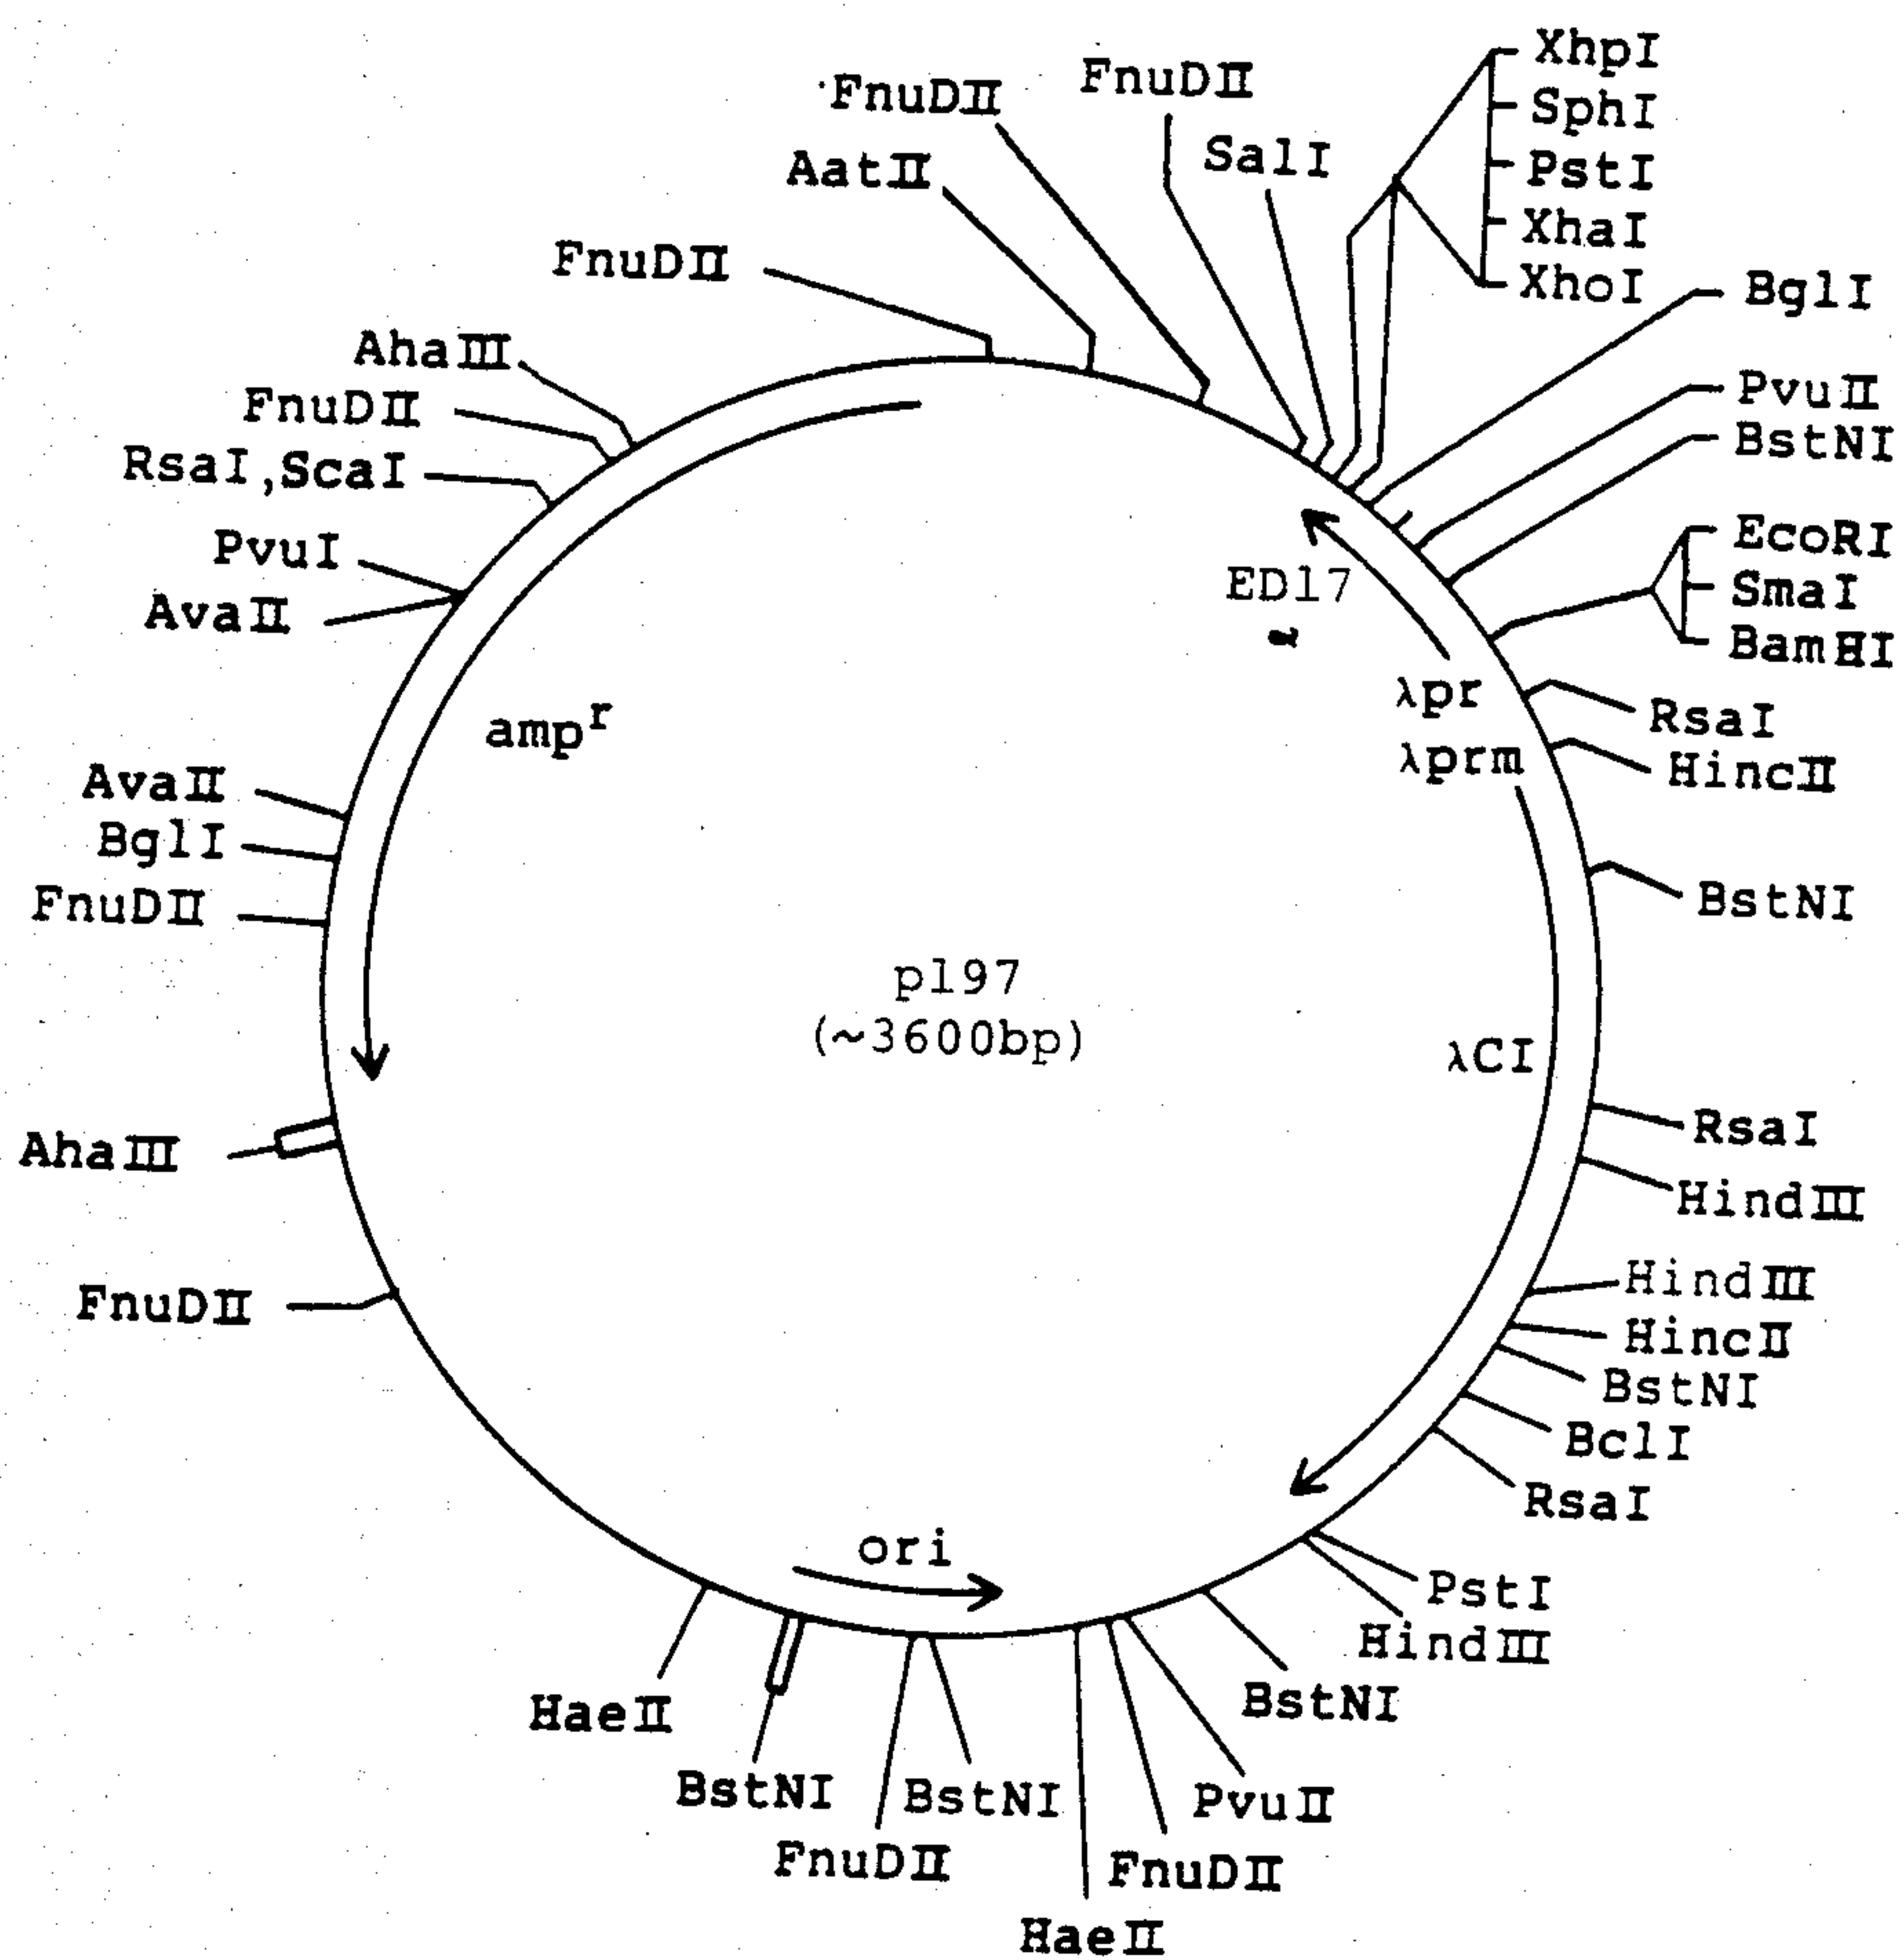 XhpI
SphI
PstI
XhaI
XhoI
BglI
PvuII
BstNI
EcoRI
SmaI
BamHI
RsaI
HincII
BstNI
RsaI
HindIII
HindIII
HincII
BstNI
BclI
RsaI
PstI
HindIII
BstNI
PvuII
FnuDII
HaeII
BstNI
FnuDII
BstNI
HaeII
FnuDII
AhaIII
FnuDII
BglI
AvaII
AvaII
PvuI
RsaI,ScaI
FnuDII
AhaIII
FnuDII
AatII
FnuDII
FnuDII
SalI
ED17
λpr
λprm
λCI
ori
amp^r
p197
(~3600bp)